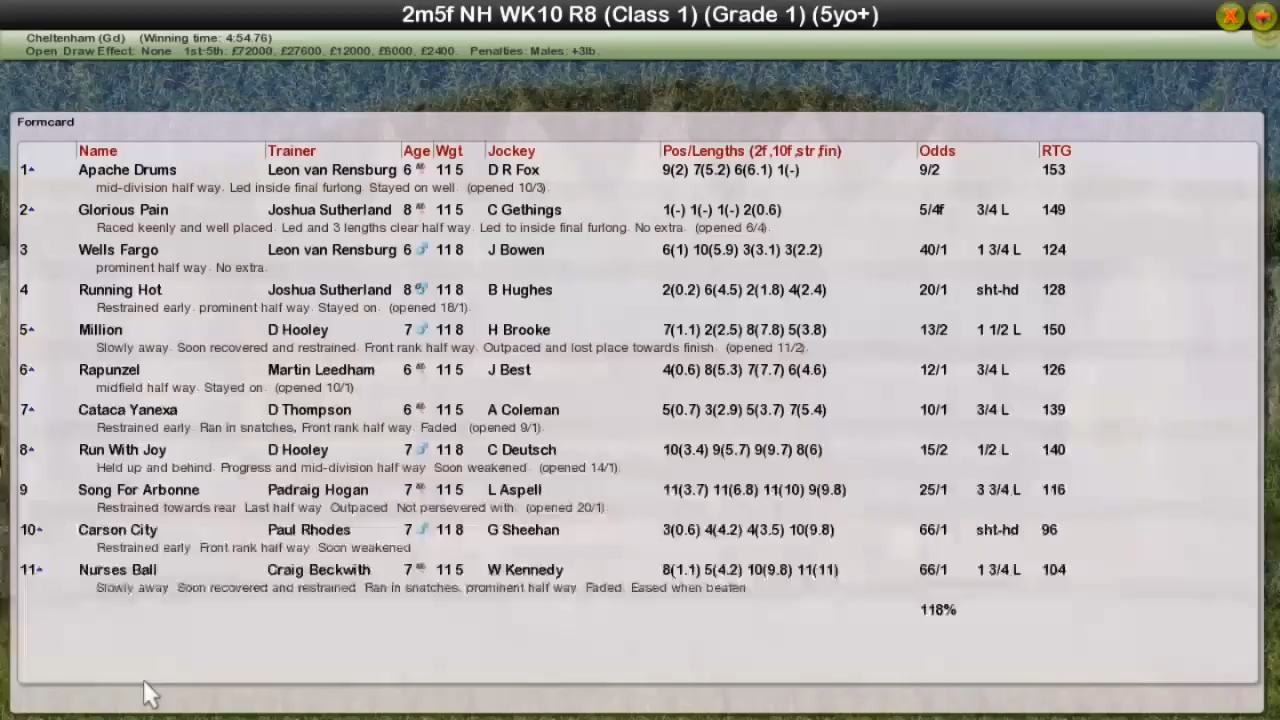 2m5f NH WK10 R8 (Class 1) (Grade 1) (5yo+)
Cheltenham (Gd) (Winning time: 4:54.76)
Open Draw Effect: None 1st-5th: £72000, £27600, £12000, £6000, £2400. Penalties: Males: +3lb.
Formcard
Name Trainer Age Wgt Jockey Pos/Lengths (2f,10f,str,fin) Odds RTG
1 Apache Drums Leon van Rensburg 6 11 5 D R Fox 9(2) 7(5.2) 6(6.1) 1(-) 9/2 153
mid-division half way. Led inside final furlong. Stayed on well. (opened 10/3).
2 Glorious Pain Joshua Sutherland 8 11 5 C Gethings 1(-) 1(-) 1(-) 2(0.6) 5/4f 3/4 L 149
Raced keenly and well placed. Led and 3 lengths clear half way. Led to inside final furlong. No extra. (opened 6/4).
3 Wells Fargo Leon van Rensburg 6 11 8 J Bowen 6(1) 10(5.9) 3(3.1) 3(2.2) 40/1 1 3/4 L 124
prominent half way. No extra.
4 Running Hot Joshua Sutherland 8 11 8 B Hughes 2(0.2) 6(4.5) 2(1.8) 4(2.4) 20/1 sht-hd 128
Restrained early. prominent half way. Stayed on. (opened 18/1).
5 Million D Hooley 7 11 8 H Brooke 7(1.1) 2(2.5) 8(7.8) 5(3.8) 13/2 1 1/2 L 150
Slowly away. Soon recovered and restrained. Front rank half way. Outpaced and lost place towards finish. (opened 11/2).
6 Rapunzel Martin Leedham 6 11 5 J Best 4(0.6) 8(5.3) 7(7.7) 6(4.6) 12/1 3/4 L 126
midfield half way. Stayed on. (opened 10/1).
7 Cataca Yanexa D Thompson 6 11 5 A Coleman 5(0.7) 3(2.9) 5(3.7) 7(5.4) 10/1 3/4 L 139
Restrained early. Ran in snatches, Front rank half way. Faded. (opened 9/1).
8 Run With Joy D Hooley 7 11 8 C Deutsch 10(3.4) 9(5.7) 9(9.7) 8(6) 15/2 1/2 L 140
Held up and behind. Progress and mid-division half way. Soon weakened. (opened 14/1).
9 Song For Arbonne Padraig Hogan 7 11 5 L Aspell 11(3.7) 11(6.8) 11(10) 9(9.8) 25/1 3 3/4 L 116
Restrained towards rear. Last half way. Outpaced. Not persevered with. (opened 20/1).
10 Carson City Paul Rhodes 7 11 8 G Sheehan 3(0.6) 4(4.2) 4(3.5) 10(9.8) 66/1 sht-hd 96
Restrained early. Front rank half way. Soon weakened.
11 Nurses Ball Craig Beckwith 7 11 5 W Kennedy 8(1.1) 5(4.2) 10(9.8) 11(11) 66/1 1 3/4 L 104
Slowly away. Soon recovered and restrained. Ran in snatches, prominent half way. Faded. Eased when beaten.
118%